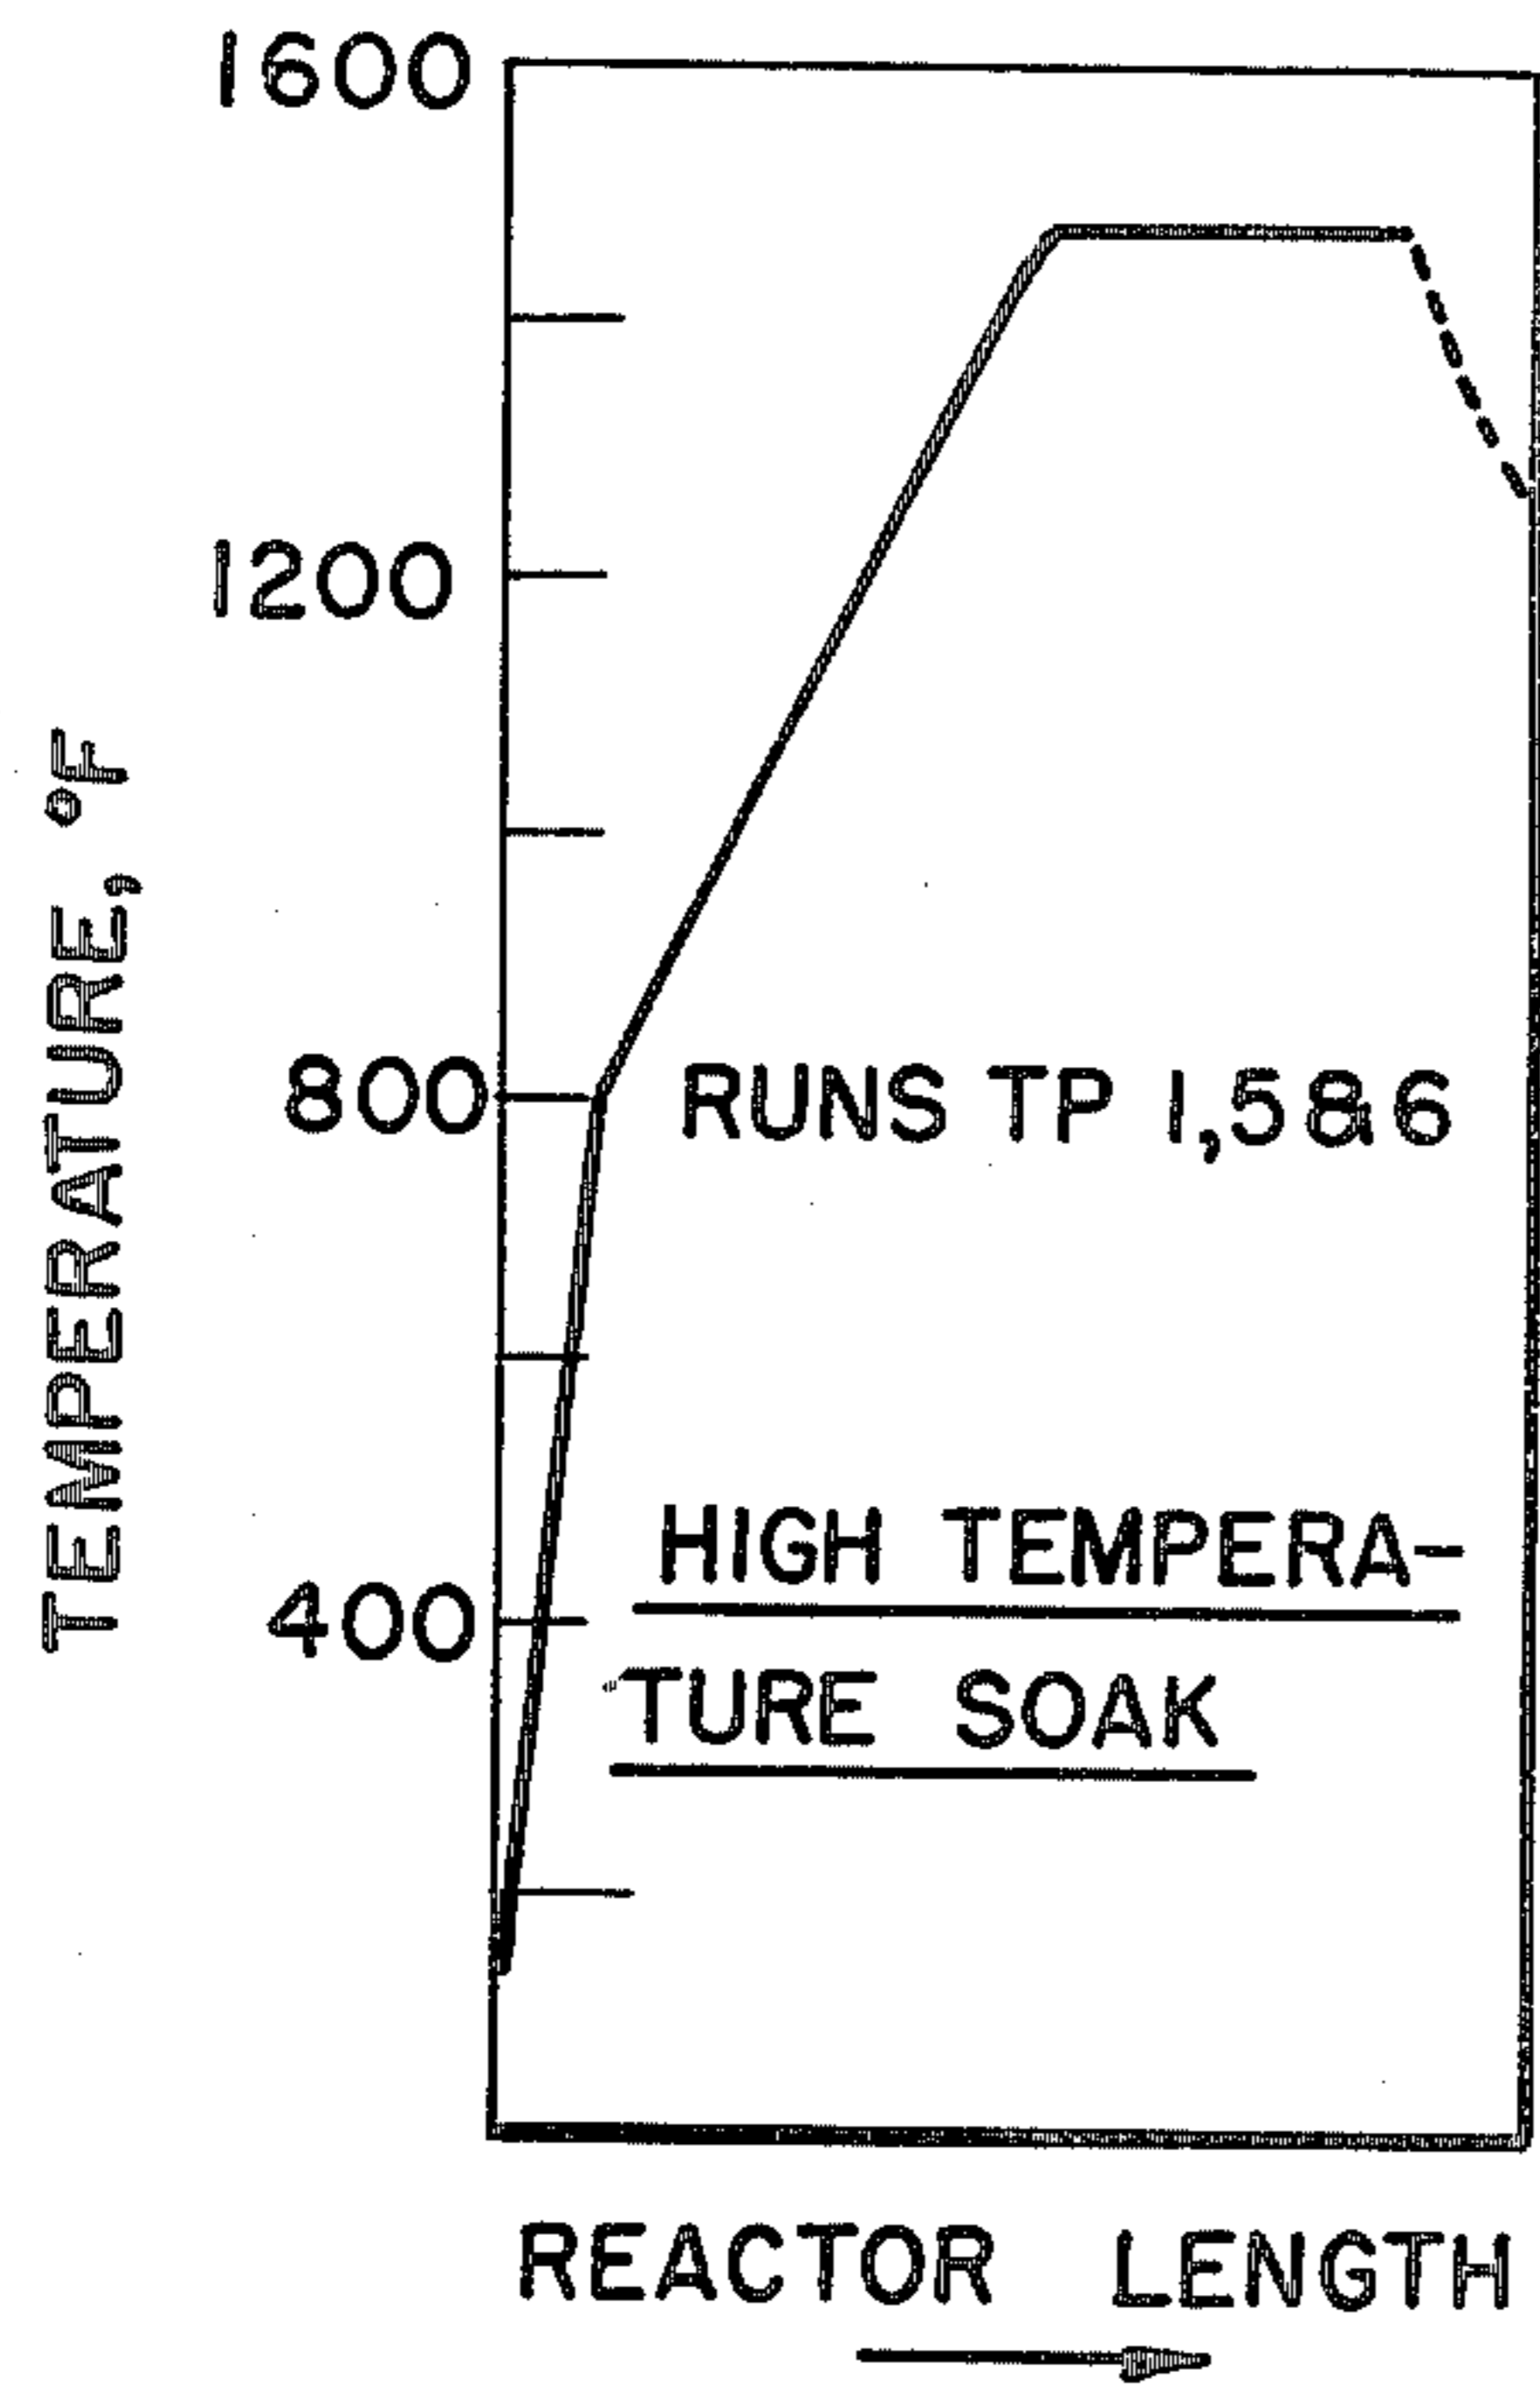 1600
1200
800
400
TEMPERATURE, °F
RUNS TP 1,5&6
HIGH TEMPERA-
TURE SOAK
REACTOR LENGTH